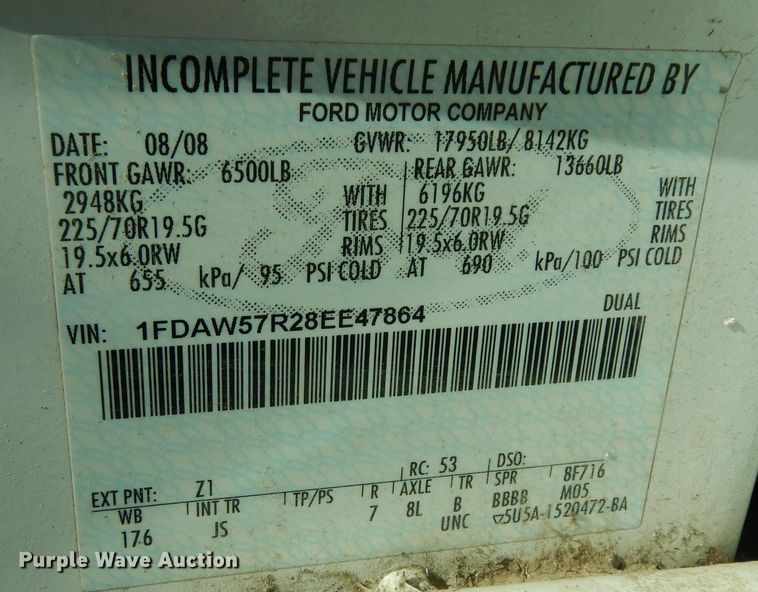 INCOMPLETE VEHICLE MANUFACTURED BY
FORD MOTOR COMPANY
DATE: 08/08 GVWR: 17950LB/ 8142KG
FRONT GAWR: 6500LB REAR GAWR: 13660LB
2948KG WITH 6196KG WITH
225/70R19.5G TIRES 225/70R19.5G TIRES
19.5x6.0RW RIMS 19.5x6.0RW RIMS
AT 655 kPa/ 95 PSI COLD AT 690 kPa/100 PSI COLD
VIN: 1FDAW57R28EE47864 DUAL
EXT PNT: Z1 RC: 53 DSO:
WB INT TR TP/PS R AXLE TR SPR 8F716
176 JS 7 8L B BBBB M05
UNC ▽5U5A-1520472-BA
Purple Wave Auction